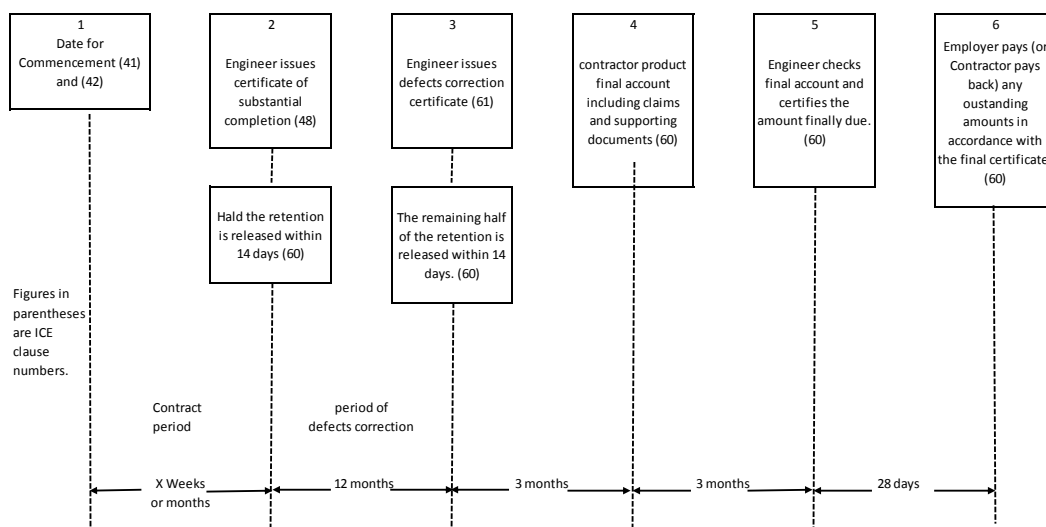 1
Date for
Commencement (41)
and (42)
2
Engineer issues
certificate of
substantial
completion (48)
3
Engineer issues
defects correction
certificate (61)
4
contractor product
final account
including claims
and supporting
documents (60)
5
Engineer checks
final account and
certifies the
amount finally due.
(60)
6
Employer pays (or
Contractor pays
back) any
oustanding
amounts in
accordance with
the final certificate
(60)
Hald the retention
is released within
14 days (60)
The remaining half
of the retention is
released within 14
days. (60)
Figures in
parentheses
are ICE
clause
numbers.
Contract
period
period of
defects correction
X Weeks
or months
12 months
3 months
3 months
28 days